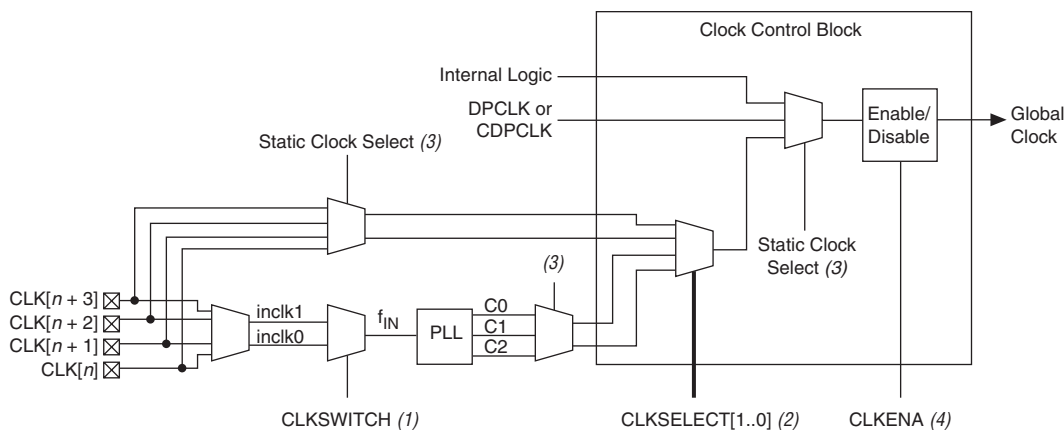 Clock Control Block
Internal Logic
DPCLK or
CDPCLK
Enable/
Disable
Global
Clock
Static Clock Select (3)
Static Clock
Select (3)
(3)
CLK[n + 3]
CLK[n + 2]
CLK[n + 1]
CLK[n]
inclk1
inclk0
fIN
PLL
C0
C1
C2
CLKSWITCH (1)
CLKSELECT[1..0] (2)
CLKENA (4)